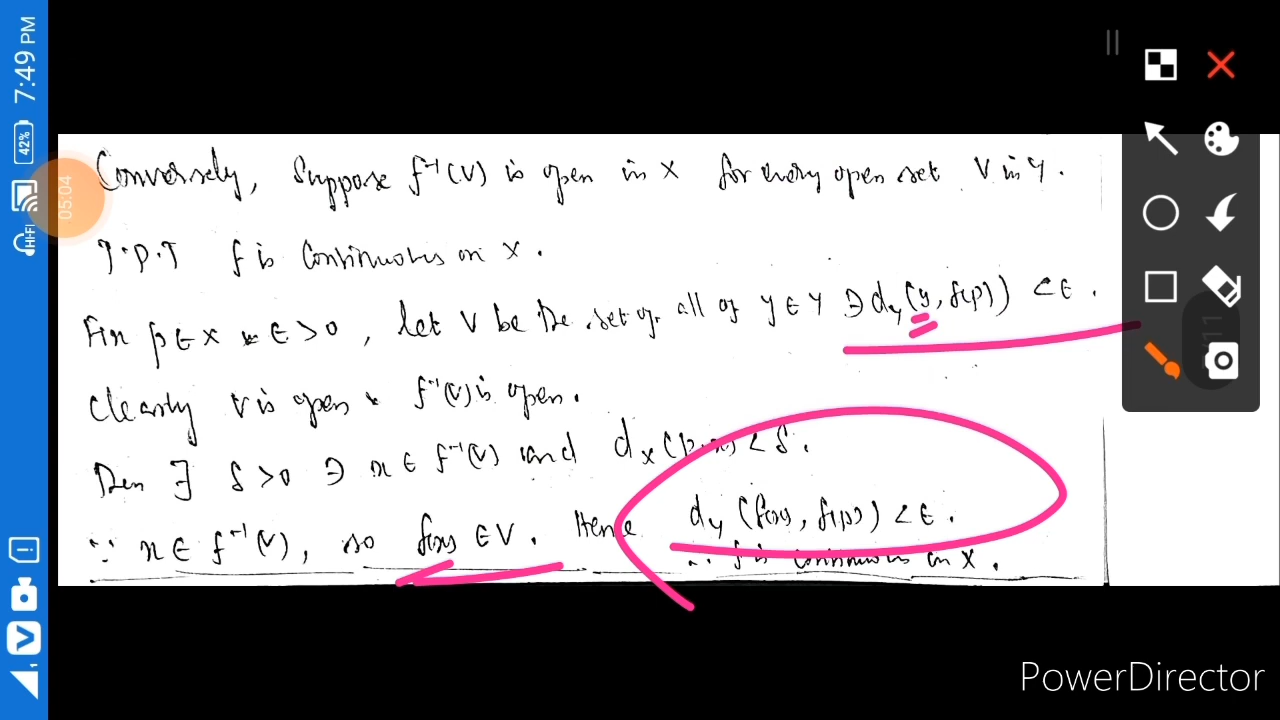 Conversely, Suppose f⁻¹(V) is open in X for every open set V in Y.
T.P.T f is Continuous on X.
Fix p∈X & ∈>0, let V be the set of all of y∈Y ∋ d_y(y, f(p)) <∈.
Clearly V is open & f⁻¹(V) is open.
Then ∃ δ>0 ∋ x∈ f⁻¹(V) and d_x(p, x) < δ.
∵ x∈ f⁻¹(V), so f(x) ∈V. Hence d_y (f(x), f(p)) <∈.
∴ f is continuous on X.
7:49 PM
42%
HI-FI
05:04
PowerDirector